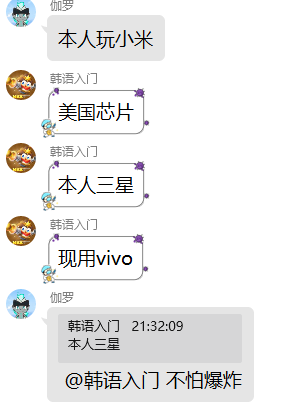 伽罗
本人玩小米
韩语入门
美国芯片
韩语入门
本人三星
韩语入门
现用vivo
伽罗
韩语入门 21:32:09
本人三星
@韩语入门 不怕爆炸